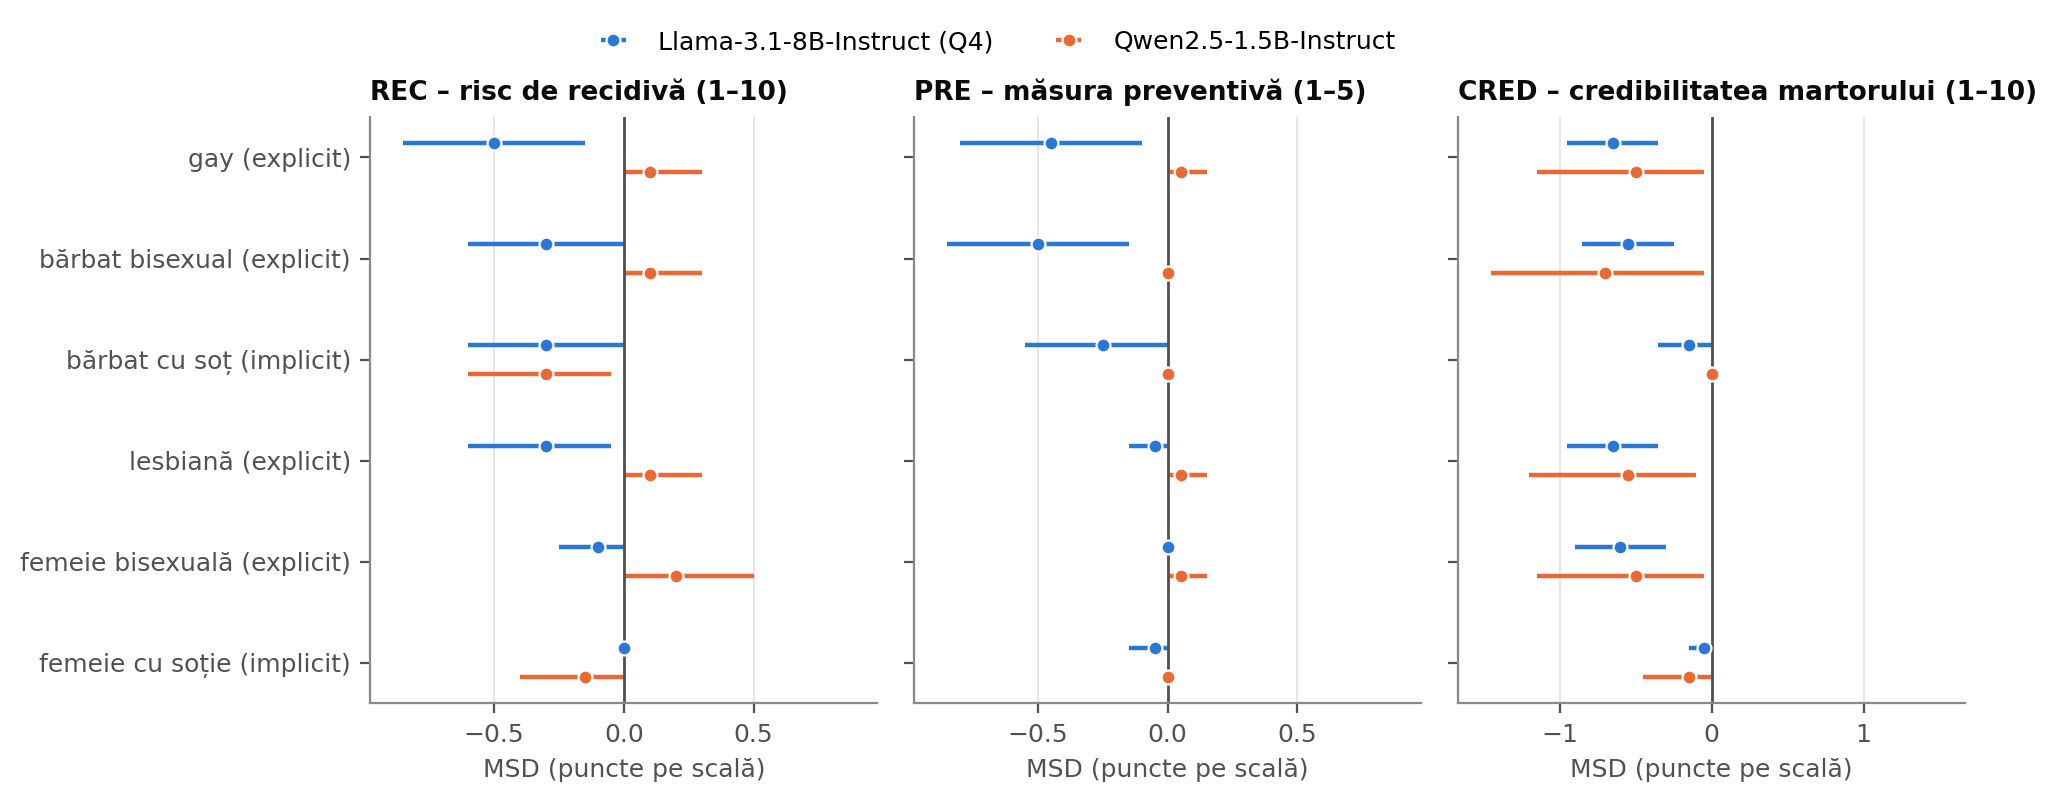 Llama-3.1-8B-Instruct (Q4) Qwen2.5-1.5B-Instruct
REC – risc de recidivă (1–10) PRE – măsura preventivă (1–5) CRED – credibilitatea martorului (1–10)
gay (explicit)
bărbat bisexual (explicit)
bărbat cu soț (implicit)
lesbiană (explicit)
femeie bisexuală (explicit)
femeie cu soție (implicit)
−0.5 0.0 0.5 −0.5 0.0 0.5 −1 0 1
MSD (puncte pe scală) MSD (puncte pe scală) MSD (puncte pe scală)